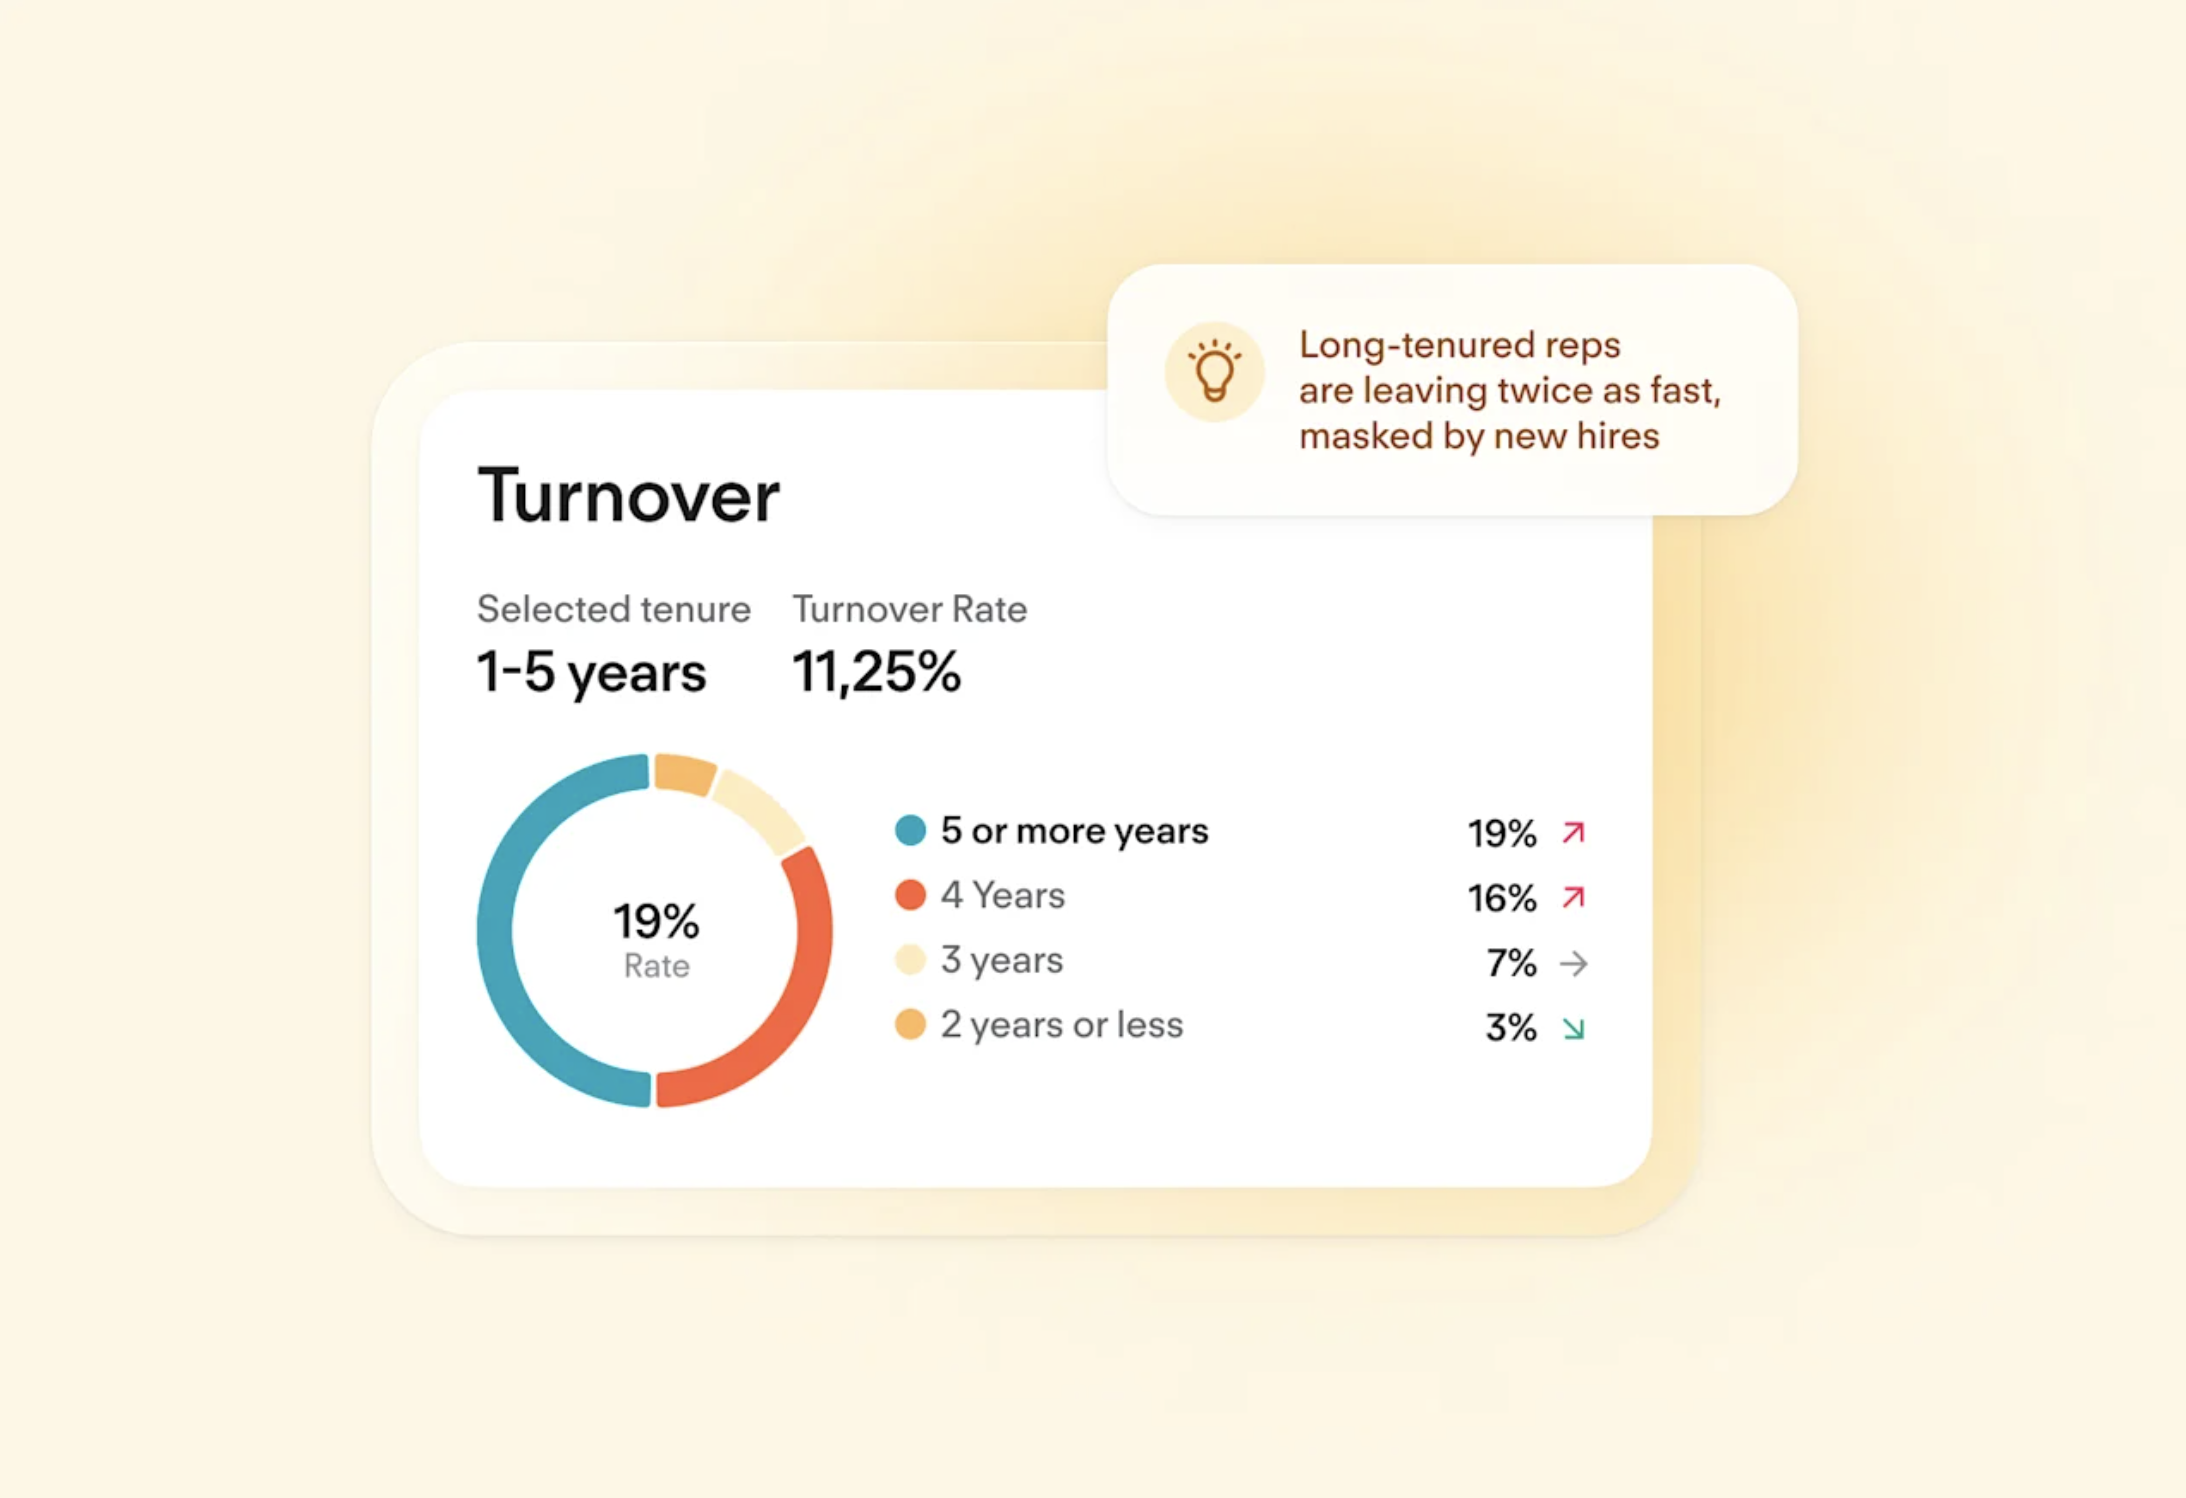 Long-tenured reps
are leaving twice as fast,
masked by new hires
Turnover
Selected tenure
1-5 years
Turnover Rate
11,25%
19%
Rate
5 or more years 19%
4 Years 16%
3 years 7%
2 years or less 3%